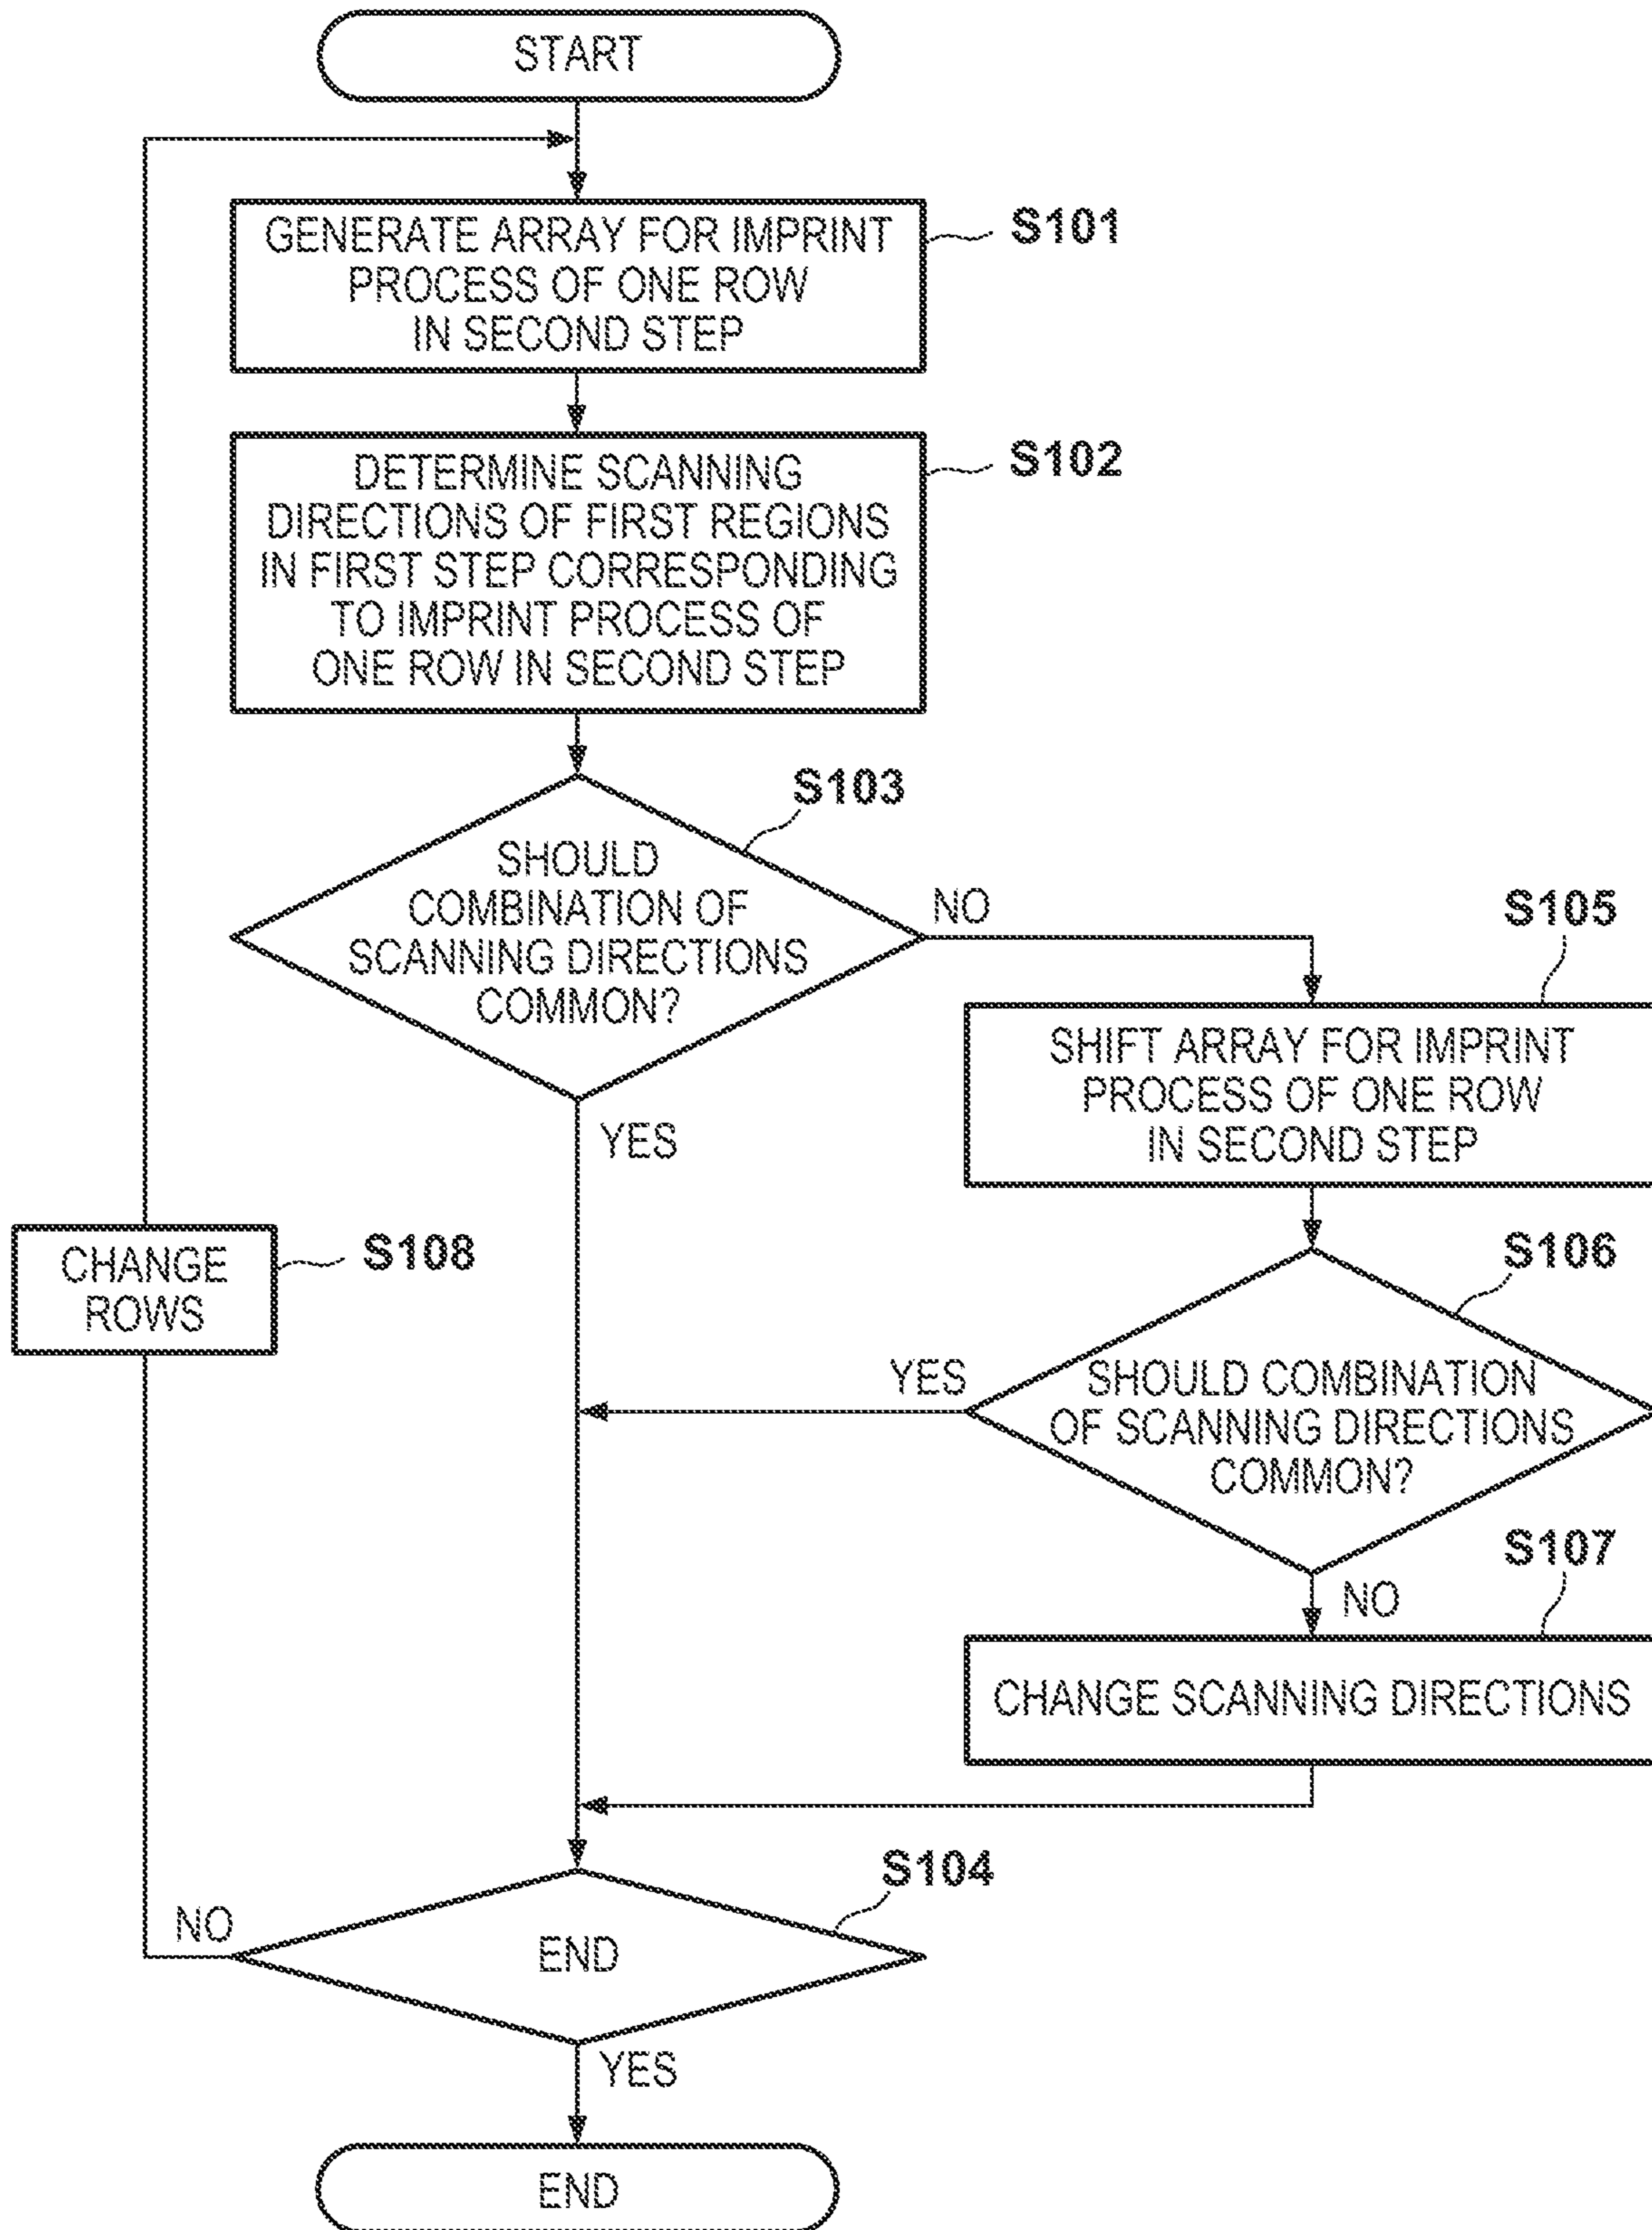 START
GENERATE ARRAY FOR IMPRINT
PROCESS OF ONE ROW
IN SECOND STEP
S101
DETERMINE SCANNING
DIRECTIONS OF FIRST REGIONS
IN FIRST STEP CORRESPONDING
TO IMPRINT PROCESS OF
ONE ROW IN SECOND STEP
S102
SHOULD
COMBINATION OF
SCANNING DIRECTIONS
COMMON?
S103
NO
YES
SHIFT ARRAY FOR IMPRINT
PROCESS OF ONE ROW
IN SECOND STEP
S105
CHANGE
ROWS
S108
SHOULD COMBINATION
OF SCANNING DIRECTIONS
COMMON?
S106
YES
NO
CHANGE SCANNING DIRECTIONS
S107
END
S104
NO
YES
END